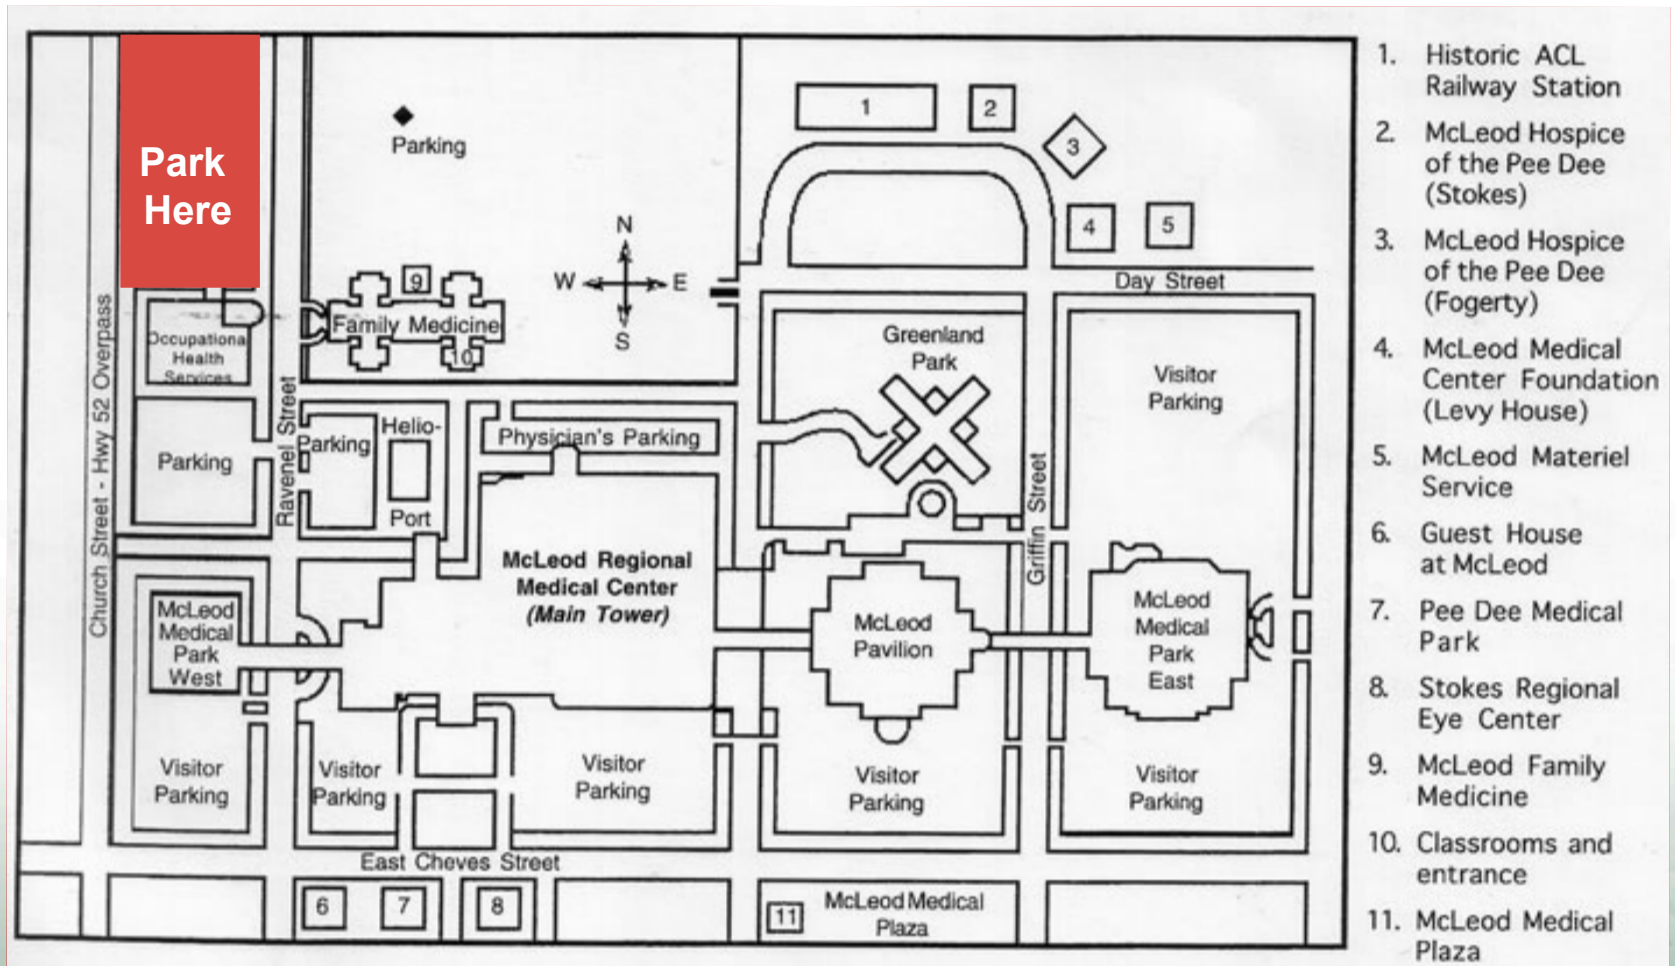 Park
Here
Parking
1
2
3
4
5
N
W
E
S
Day Street
9
Family Medicine
10
Occupational
Health
Services
Church Street - Hwy 52 Overpass
Ravenel Street
Parking
Parking
Helio-
Port
Physician's Parking
Greenland
Park
Griffin Street
Visitor
Parking
McLeod Regional
Medical Center
(Main Tower)
McLeod
Medical
Park
West
McLeod
Pavilion
McLeod
Medical
Park
East
Visitor
Parking
Visitor
Parking
Visitor
Parking
Visitor
Parking
Visitor
Parking
East Cheves Street
6
7
8
11
McLeod Medical
Plaza
1. Historic ACL
Railway Station
2. McLeod Hospice
of the Pee Dee
(Stokes)
3. McLeod Hospice
of the Pee Dee
(Fogerty)
4. McLeod Medical
Center Foundation
(Levy House)
5. McLeod Materiel
Service
6. Guest House
at McLeod
7. Pee Dee Medical
Park
8. Stokes Regional
Eye Center
9. McLeod Family
Medicine
10. Classrooms and
entrance
11. McLeod Medical
Plaza